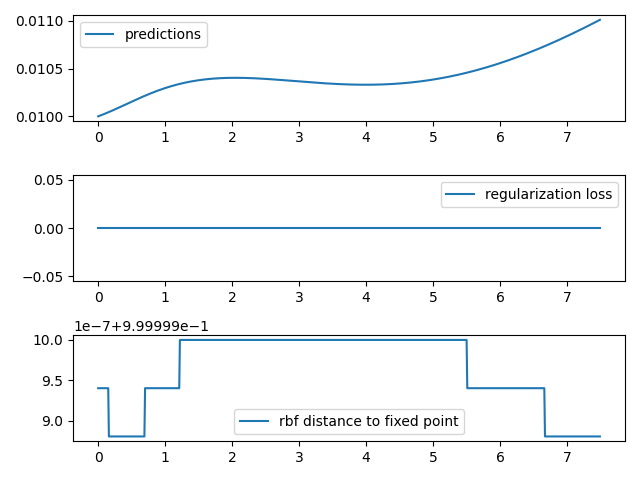 0.0110
0.0105
0.0100
predictions
0 1 2 3 4 5 6 7
0.05
0.00
−0.05
regularization loss
0 1 2 3 4 5 6 7
1e−7+9.99999e−1
10.0
9.5
9.0
rbf distance to fixed point
0 1 2 3 4 5 6 7